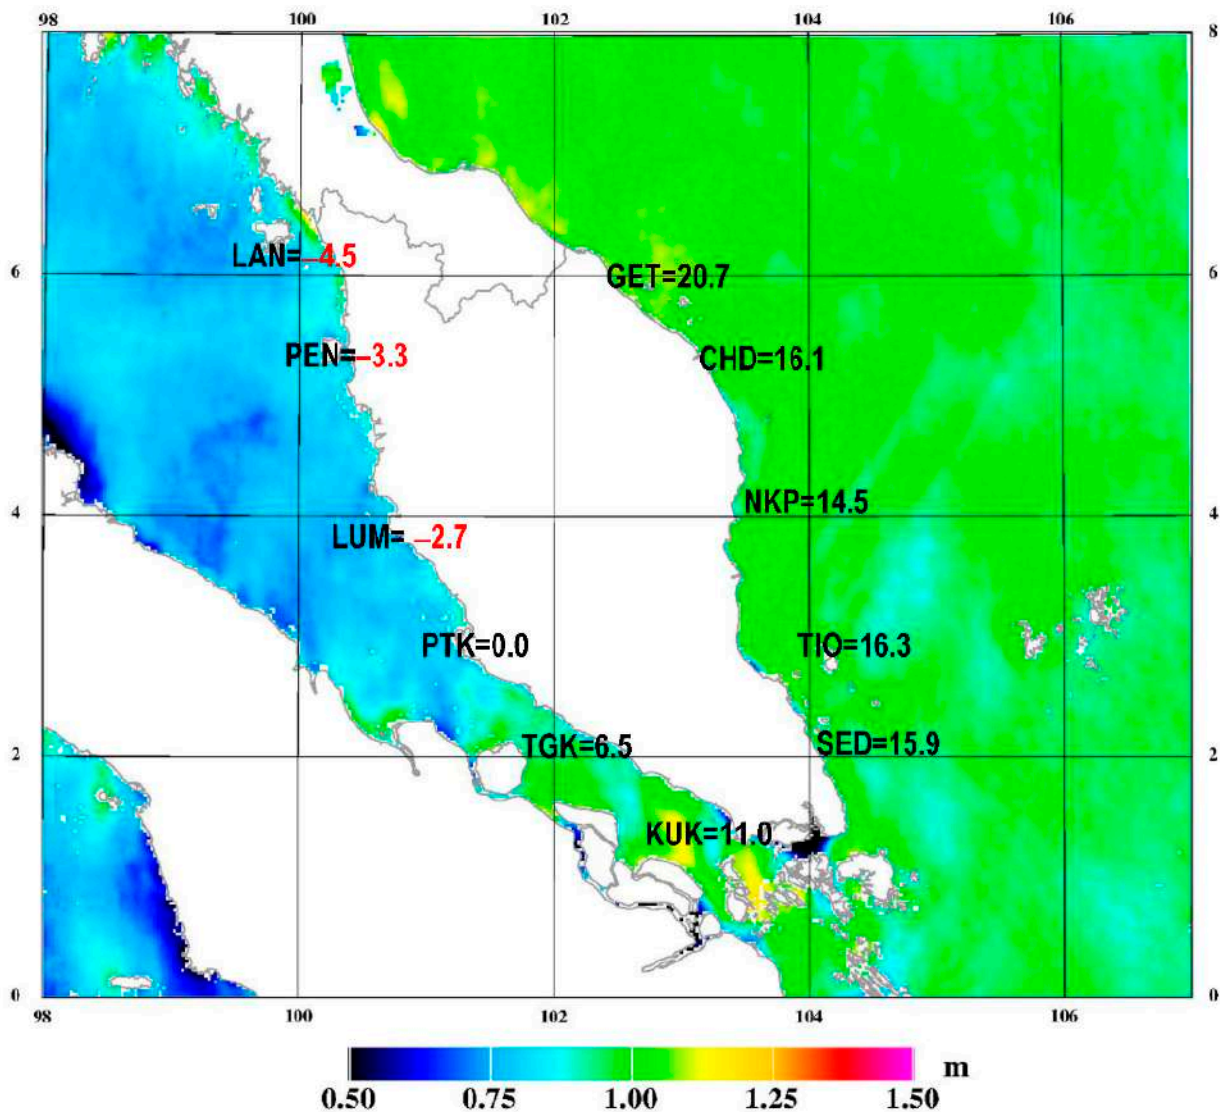 98 100 102 104 106
8
LAN=−4.5
6 GET=20.7 6
PEN=−3.3 CHD=16.1
NKP=14.5
4 LUM= −2.7 4
PTK=0.0 TIO=16.3
TGK=6.5 SED=15.9
2 2
KUK=11.0
0 0
98 100 102 104 106
m
0.50 0.75 1.00 1.25 1.50